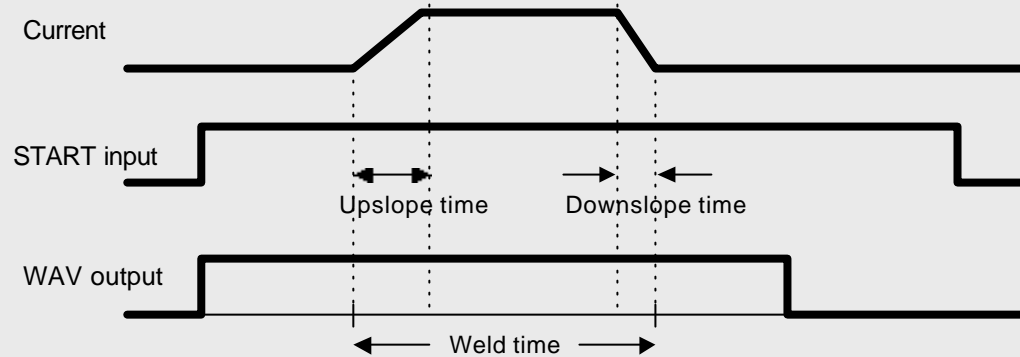 Current
START input
Upslope time Downslope time
WAV output
Weld time